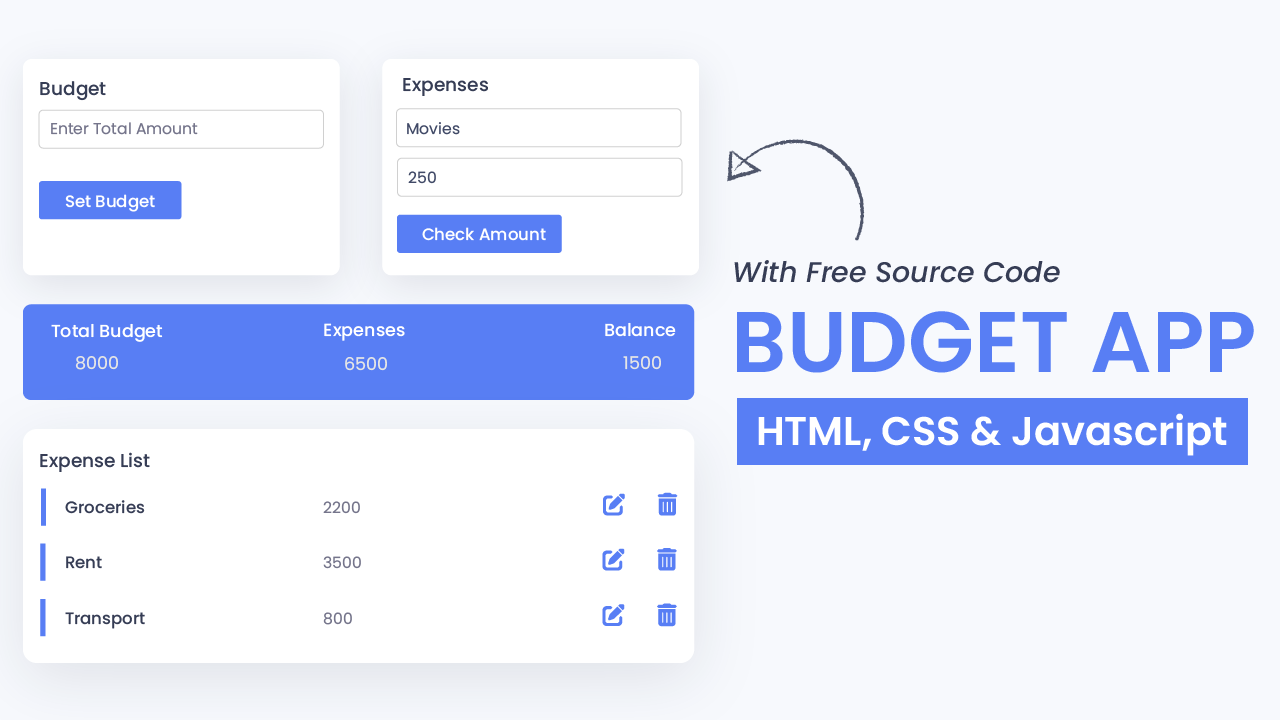 Budget
Enter Total Amount
Set Budget
Expenses
Movies
250
Check Amount
Total Budget
Expenses
Balance
8000
6500
1500
Expense List
Groceries
2200
Rent
3500
Transport
800
With Free Source Code
BUDGET APP
HTML, CSS & Javascript